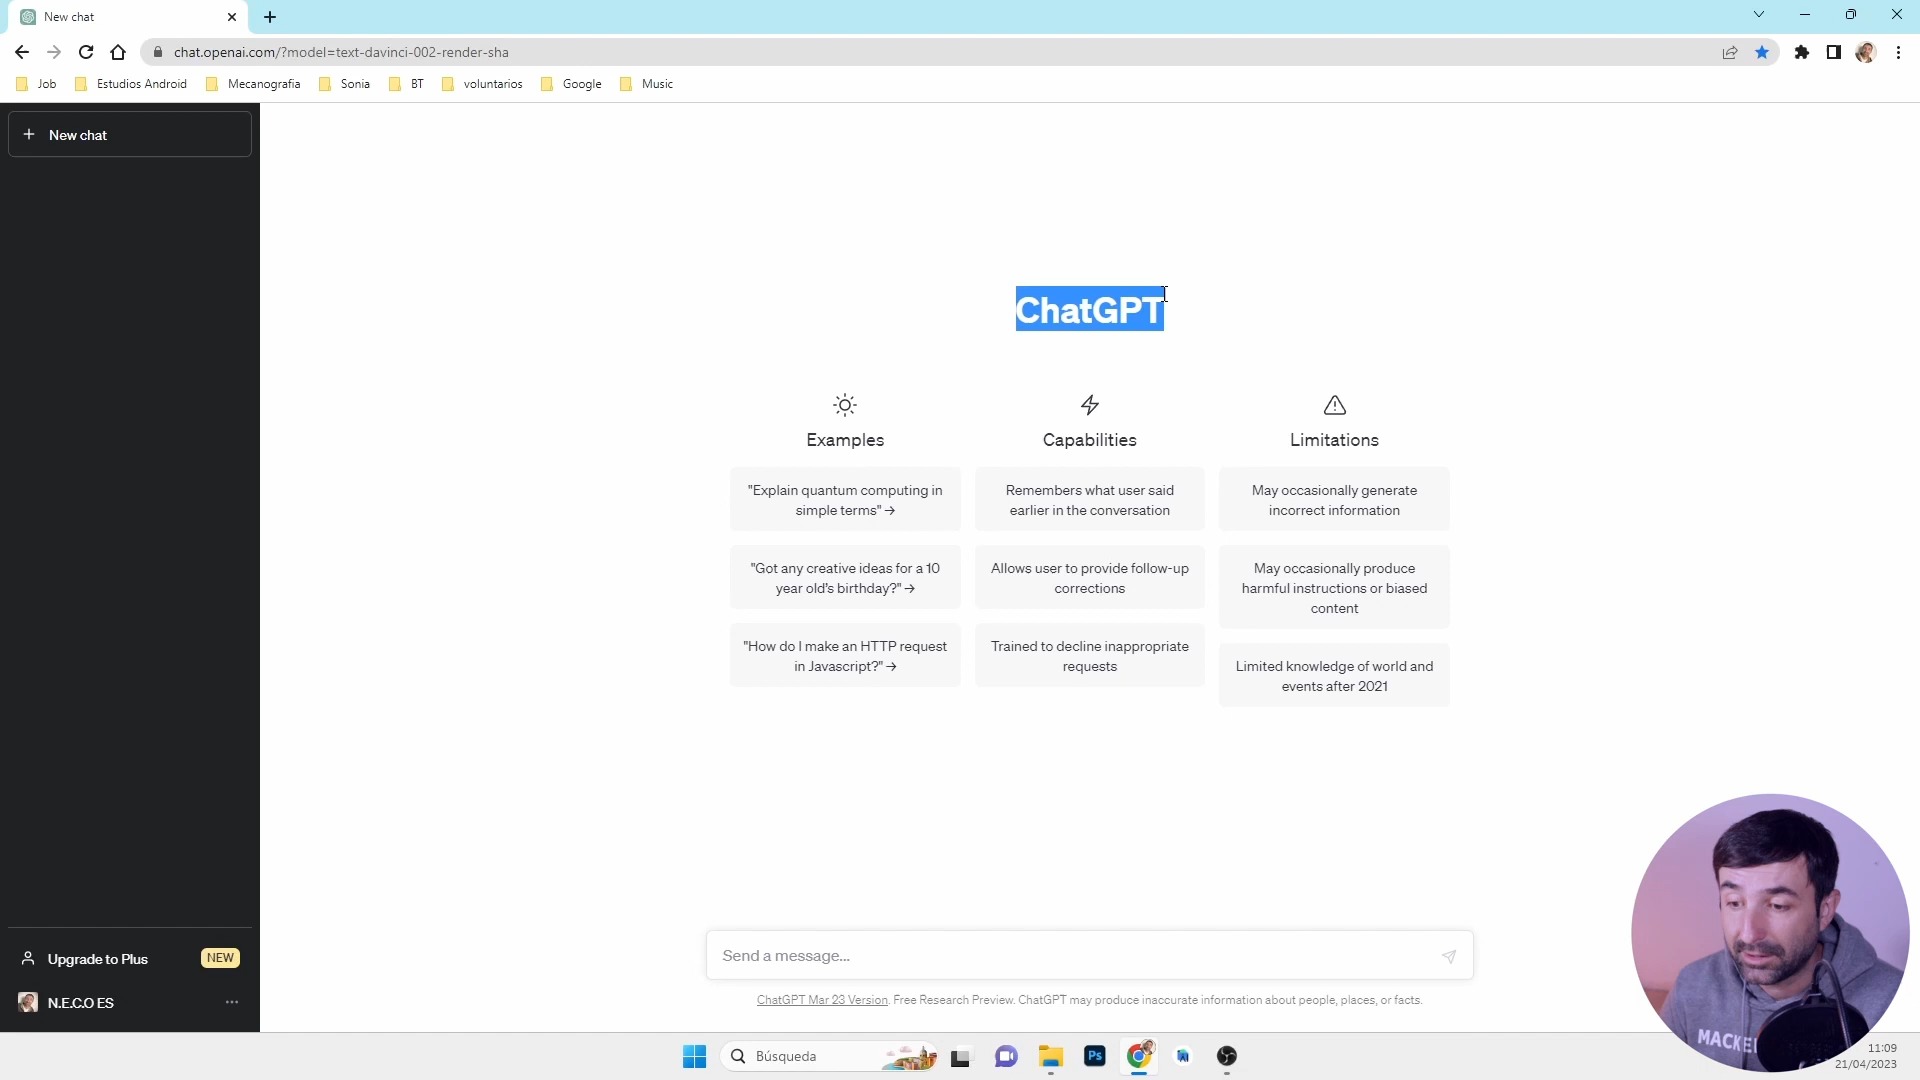 New chat
chat.openai.com/?model=text-davinci-002-render-sha
Job
Estudios Android
Mecanografia
Sonia
BT
voluntarios
Google
Music
New chat
ChatGPT
Examples
"Explain quantum computing in
simple terms" →
"Got any creative ideas for a 10
year old's birthday?" →
"How do I make an HTTP request
in Javascript?" →
Capabilities
Remembers what user said
earlier in the conversation
Allows user to provide follow-up
corrections
Trained to decline inappropriate
requests
Limitations
May occasionally generate
incorrect information
May occasionally produce
harmful instructions or biased
content
Limited knowledge of world and
events after 2021
Upgrade to Plus
NEW
N.E.C.O ES
Send a message...
ChatGPT Mar 23 Version. Free Research Preview. ChatGPT may produce inaccurate information about people, places, or facts.
Búsqueda
Ps
11:09
21/04/2023